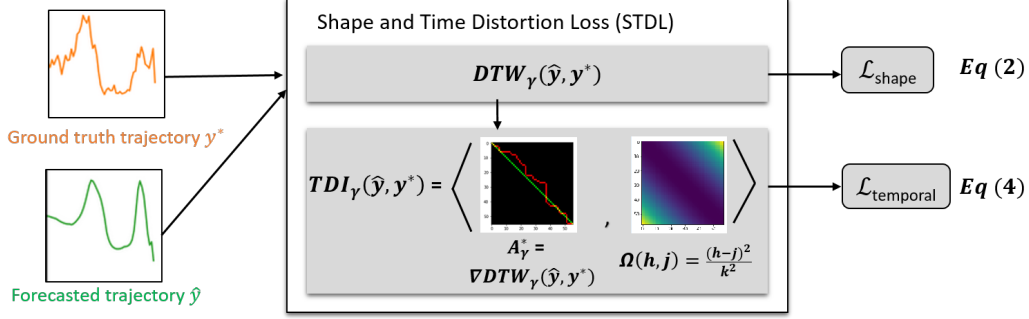 Shape and Time Distortion Loss (STDL)
Ground truth trajectory y*
Forecasted trajectory ŷ
DTWᵧ(ŷ, y*)
ℒshape
Eq (2)
TDIᵧ(ŷ, y*) = ⟨ , ⟩
A*ᵧ =
∇DTWᵧ(ŷ, y*)
Ω(h, j) = (h−j)²/k²
ℒtemporal
Eq (4)